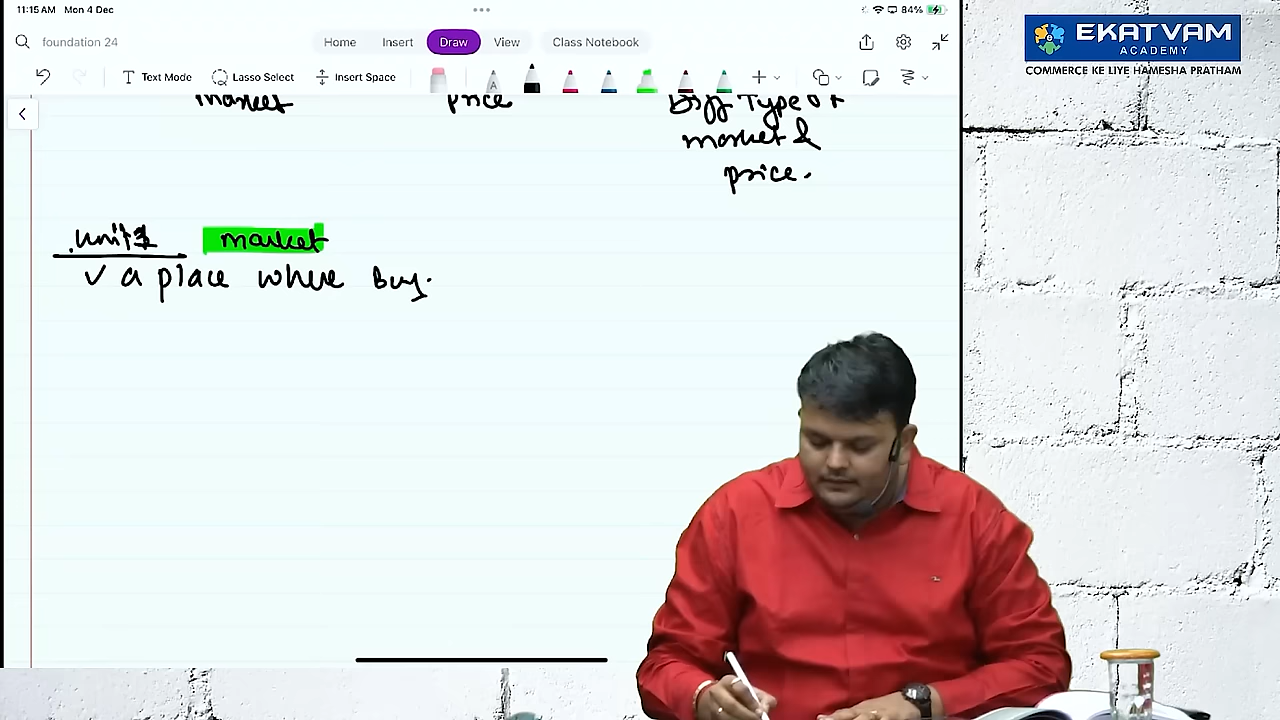 11:15 AM Mon 4 Dec
84%
EKATVAM
ACADEMY
COMMERCE KE LIYE HAMESHA PRATHAM
foundation 24
Home Insert Draw View Class Notebook
Text Mode Lasso Select Insert Space
market price Diff Type of
market &
price.
unit 1 market
✓ a place where Buy.